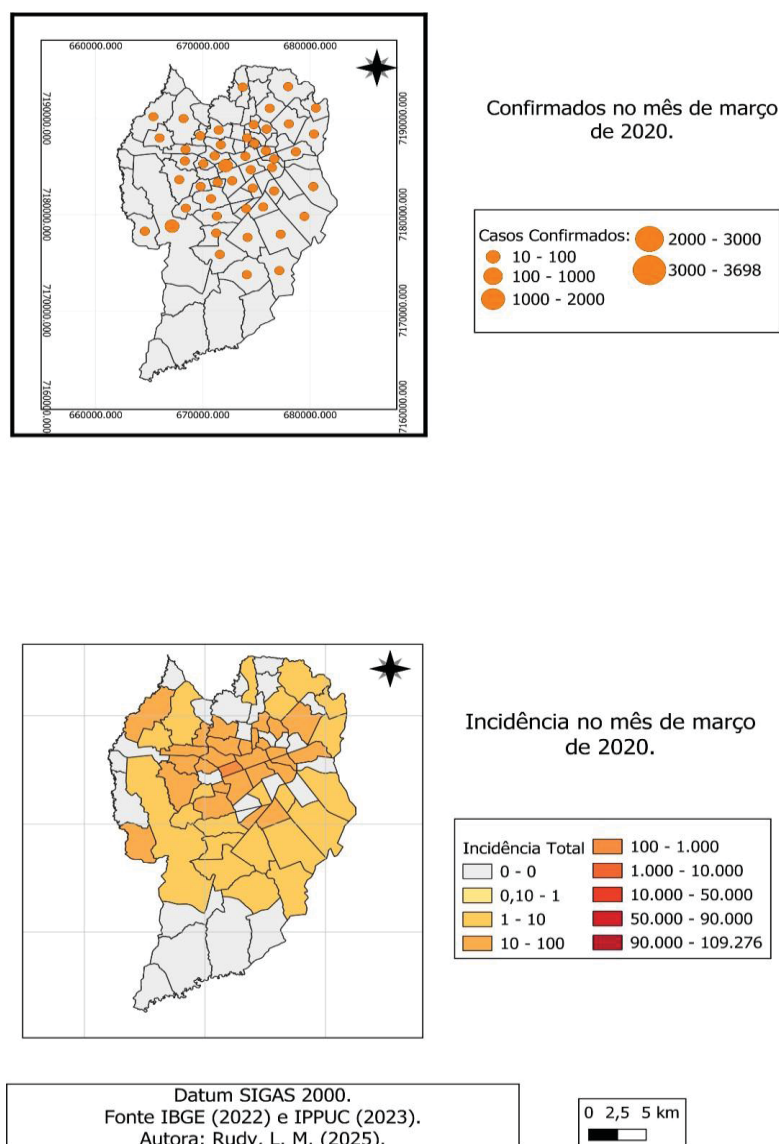 660000.000 670000.000 680000.000
7190000.000 7190000.000
7180000.000 7180000.000
7170000.000 7170000.000
7160000.000 7160000.000
660000.000 670000.000 680000.000
Confirmados no mês de março
de 2020.
Casos Confirmados:
10 - 100
100 - 1000
1000 - 2000
2000 - 3000
3000 - 3698
Incidência no mês de março
de 2020.
Incidência Total
0 - 0
0,10 - 1
1 - 10
10 - 100
100 - 1.000
1.000 - 10.000
10.000 - 50.000
50.000 - 90.000
90.000 - 109.276
Datum SIGAS 2000.
Fonte IBGE (2022) e IPPUC (2023).
Autora: Rudy, L. M. (2025).
0 2,5 5 km